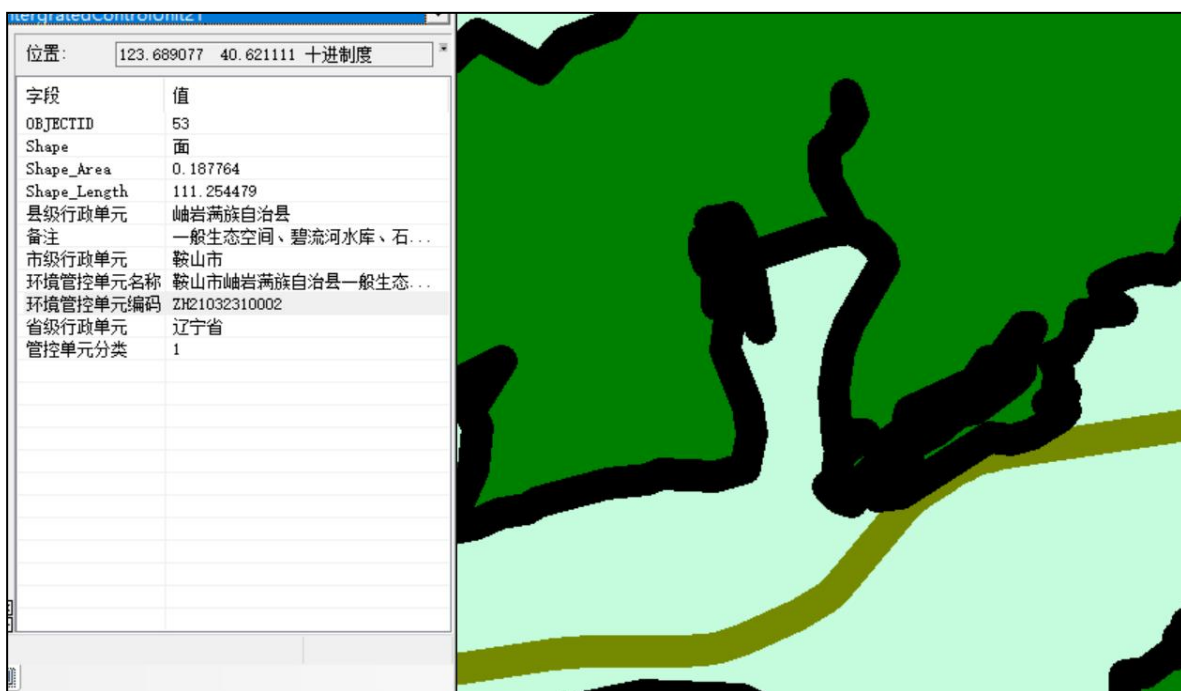 位置: 123.689077 40.621111 十进制度
字段 值
OBJECTID 53
Shape 面
Shape_Area 0.187764
Shape_Length 111.254479
县级行政单元 岫岩满族自治县
备注 一般生态空间、碧流河水库、石...
市级行政单元 鞍山市
环境管控单元名称 鞍山市岫岩满族自治县一般生态...
环境管控单元编码 ZH21032310002
省级行政单元 辽宁省
管控单元分类 1